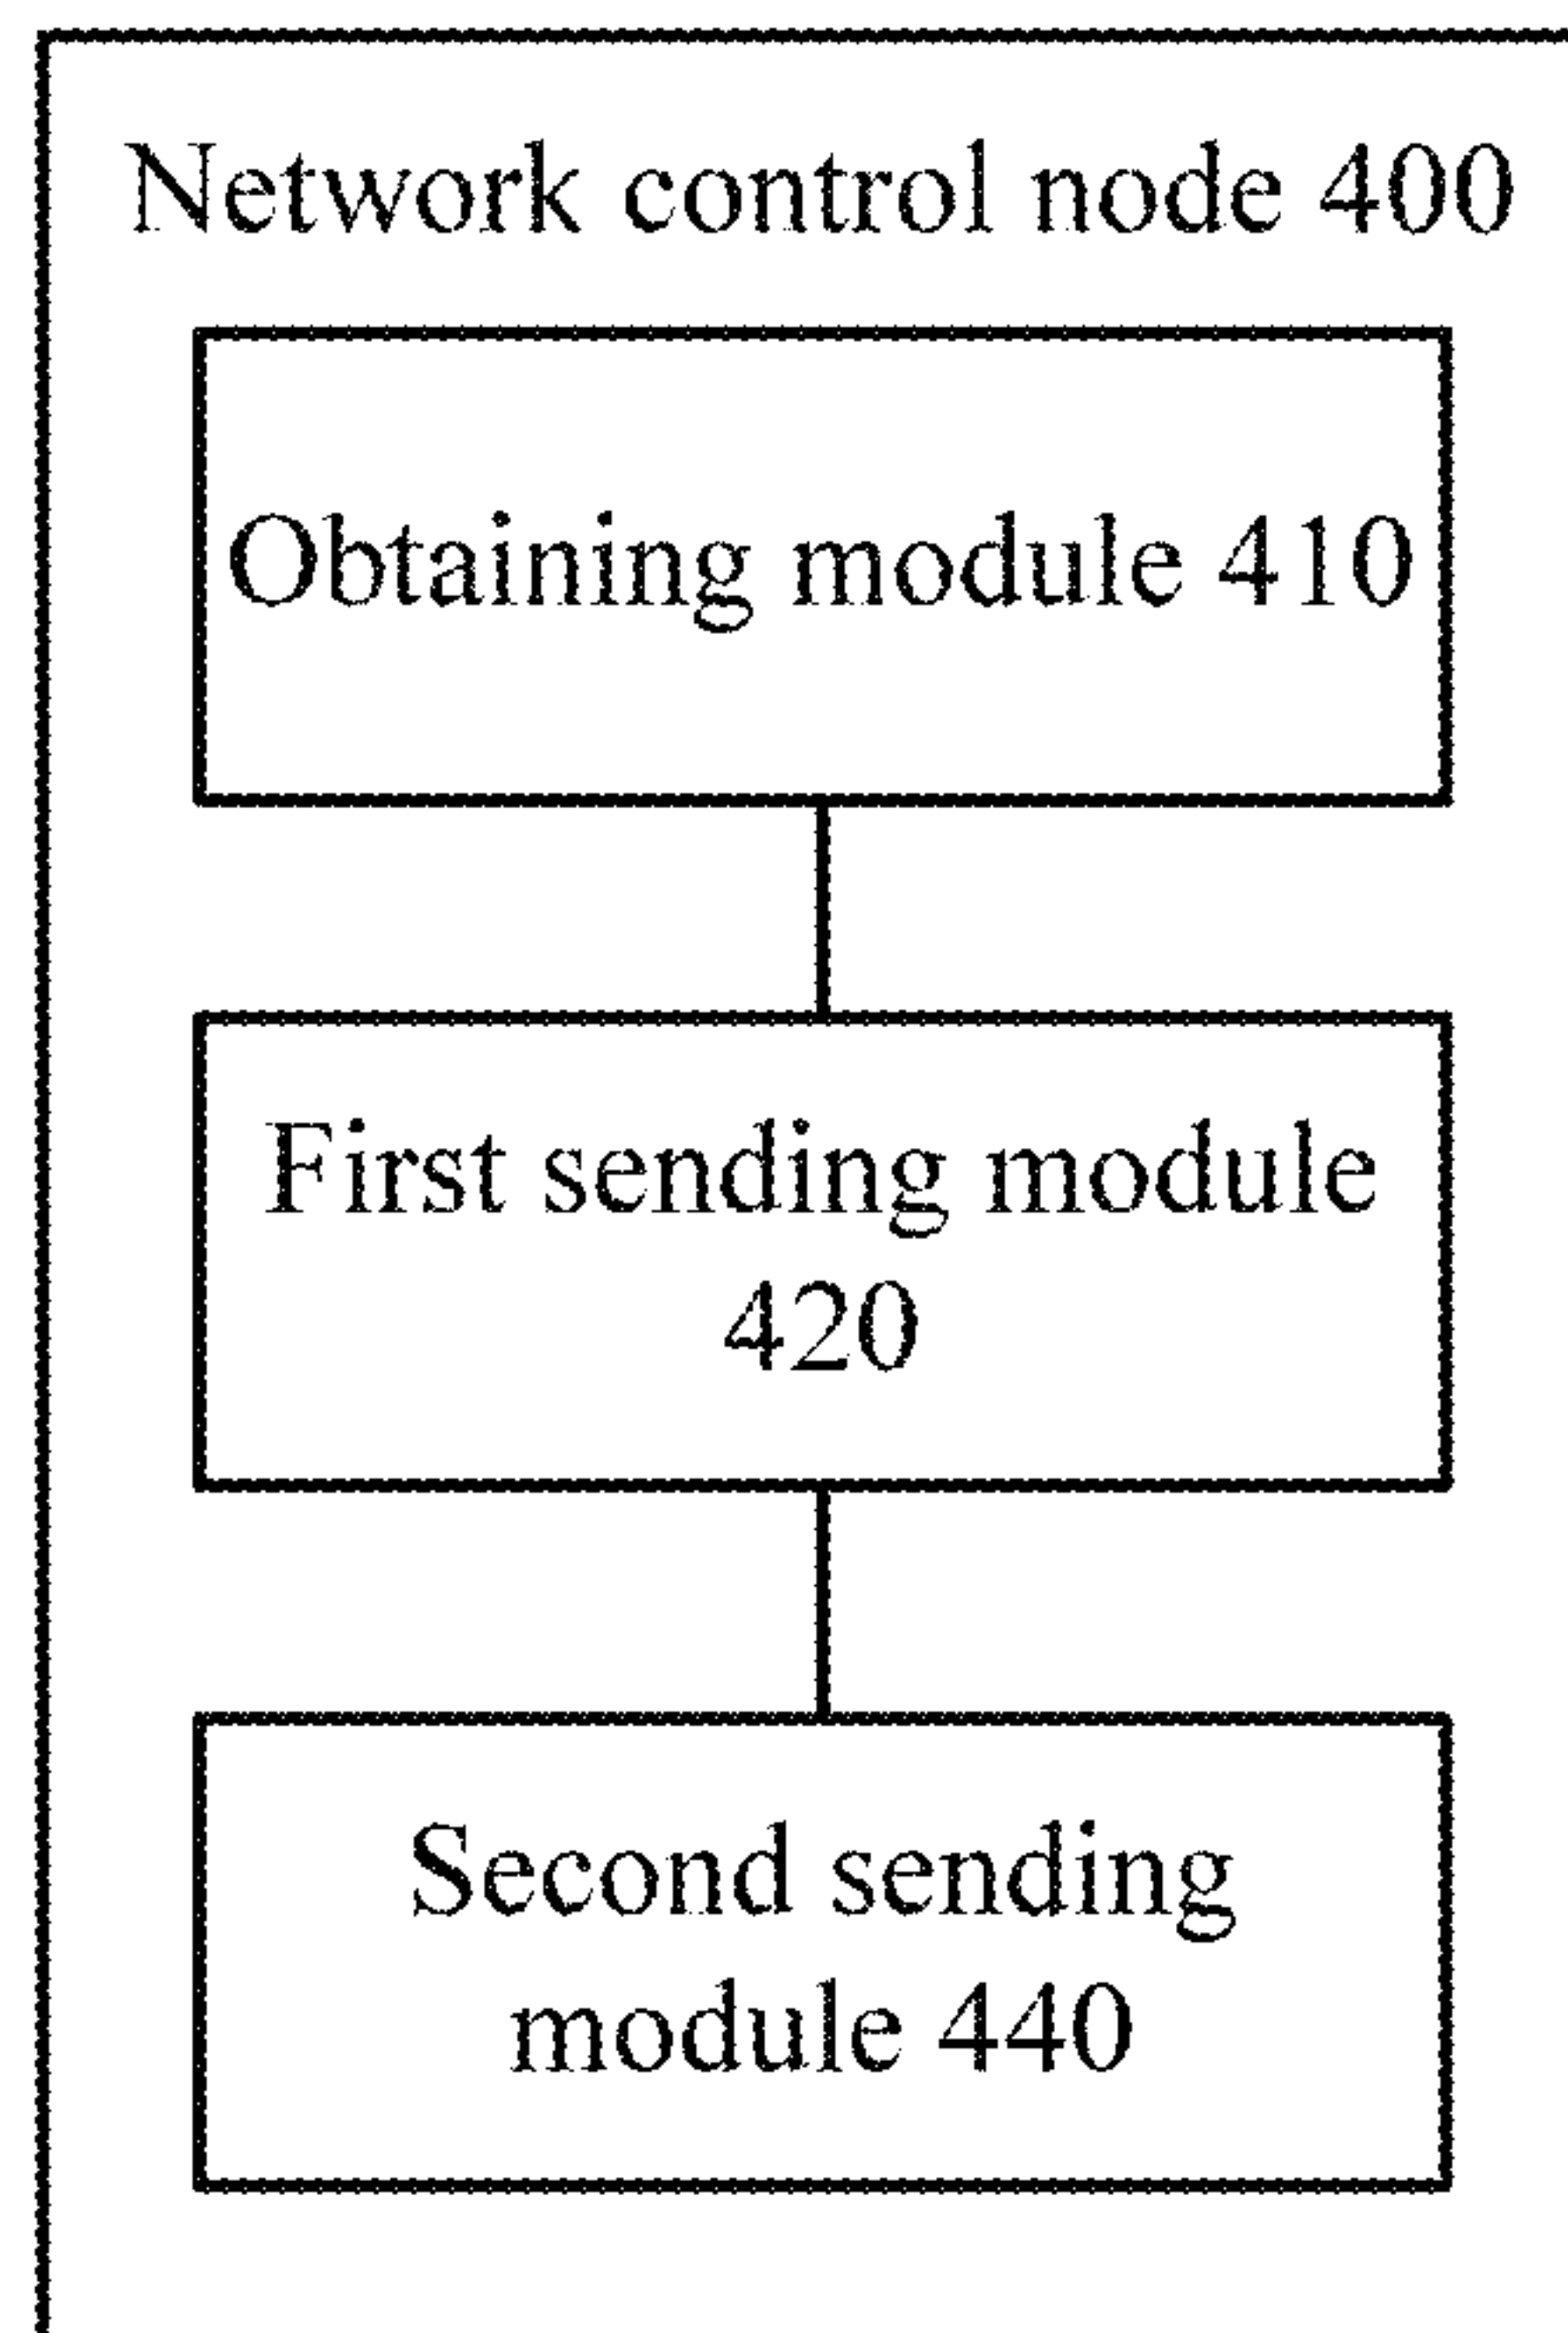 Network control node 400
Obtaining module 410
First sending module
420
Second sending
module 440